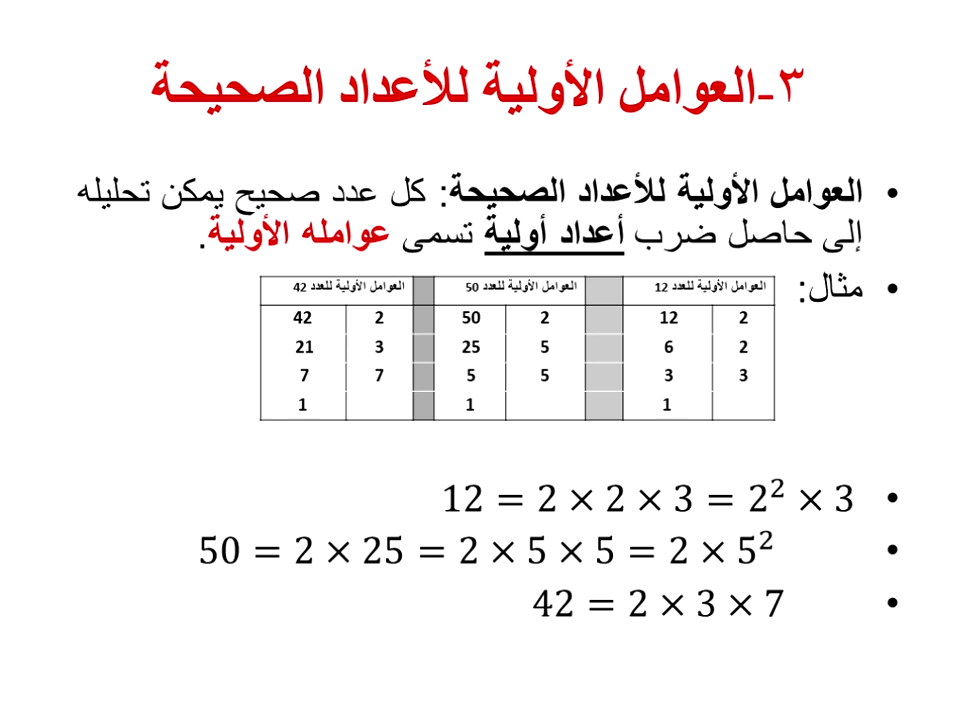 ٣-العوامل الأولية للأعداد الصحيحة
• العوامل الأولية للأعداد الصحيحة: كل عدد صحيح يمكن تحليله
إلى حاصل ضرب أعداد أولية تسمى عوامله الأولية.
• مثال:
العوامل الأولية للعدد 12 العوامل الأولية للعدد 50 العوامل الأولية للعدد 42
42 2 50 2 12 2
21 3 25 5 6 2
7 7 5 5 3 3
1 1 1
• 12 = 2 × 2 × 3 = 2² × 3
• 50 = 2 × 25 = 2 × 5 × 5 = 2 × 5²
• 42 = 2 × 3 × 7